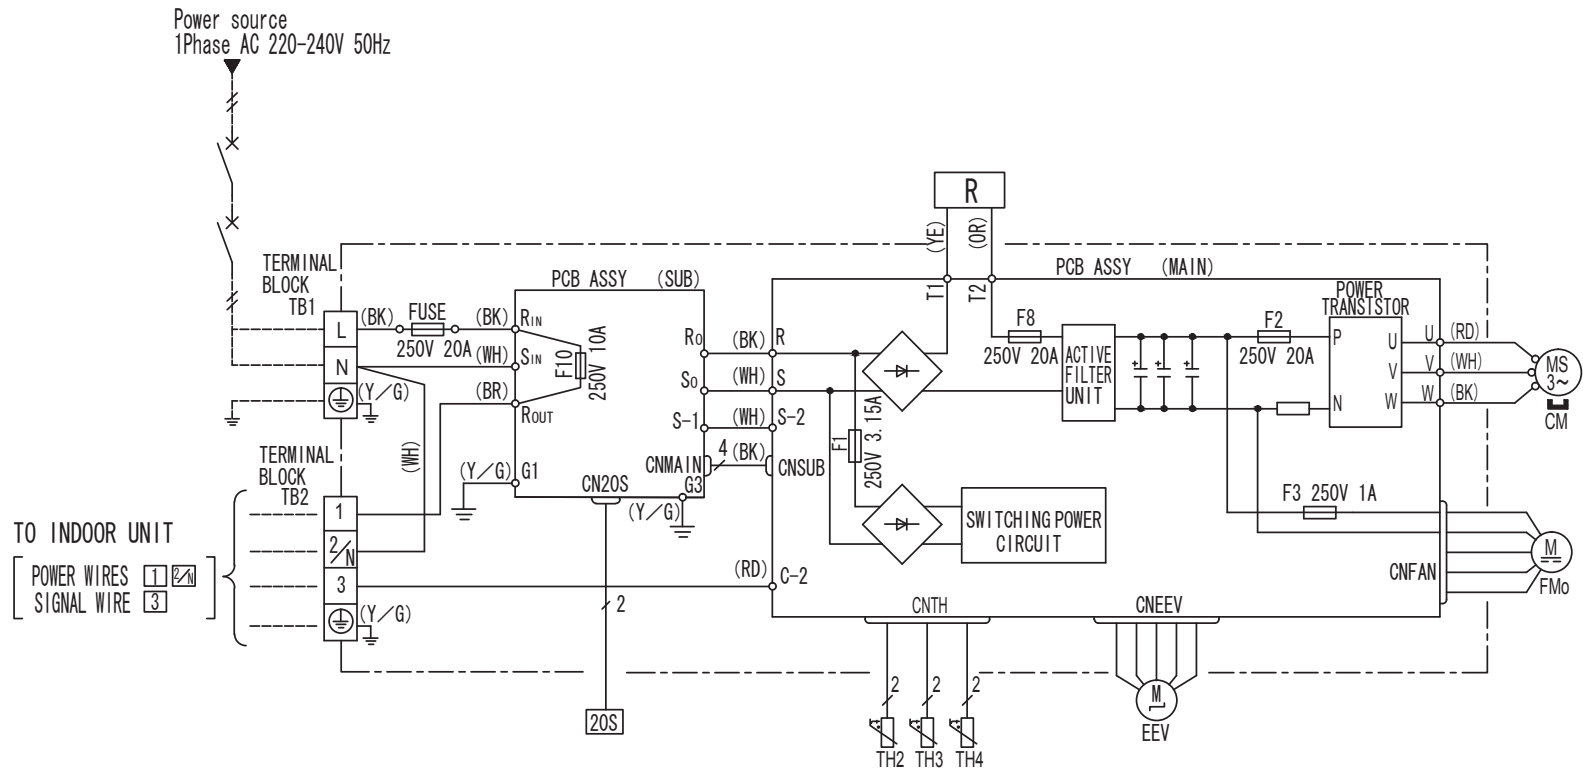 Power source
1Phase AC 220-240V 50Hz
R
(YE)
(OR)
TERMINAL
BLOCK
TB1
L
N
(BK)
FUSE
250V 20A
(BK)
(WH)
(BR)
(Y/G)
(WH)
PCB ASSY (SUB)
RIN
SIN
ROUT
F10
250V 10A
G1
(Y/G)
CN20S
(Y/G)
G3
CNMAIN
RO
SO
S-1
(BK)
(WH)
(WH)
4
(BK)
PCB ASSY (MAIN)
T1
T2
R
S
S-2
CNSUB
F1
250V 3.15A
F8
250V 20A
ACTIVE
FILTER
UNIT
F2
250V 20A
POWER
TRANSISTOR
P
N
U
V
W
U
V
W
(RD)
(WH)
(BK)
MS
3~
CM
F3 250V 1A
SWITCHING POWER
CIRCUIT
CNFAN
M
FMo
TERMINAL
BLOCK
TB2
1
2/N
3
(Y/G)
TO INDOOR UNIT
POWER WIRES 1 2/N
SIGNAL WIRE 3
(RD)
C-2
2
20S
CNTH
2
2
2
TH2
TH3
TH4
CNEEV
M
EEV